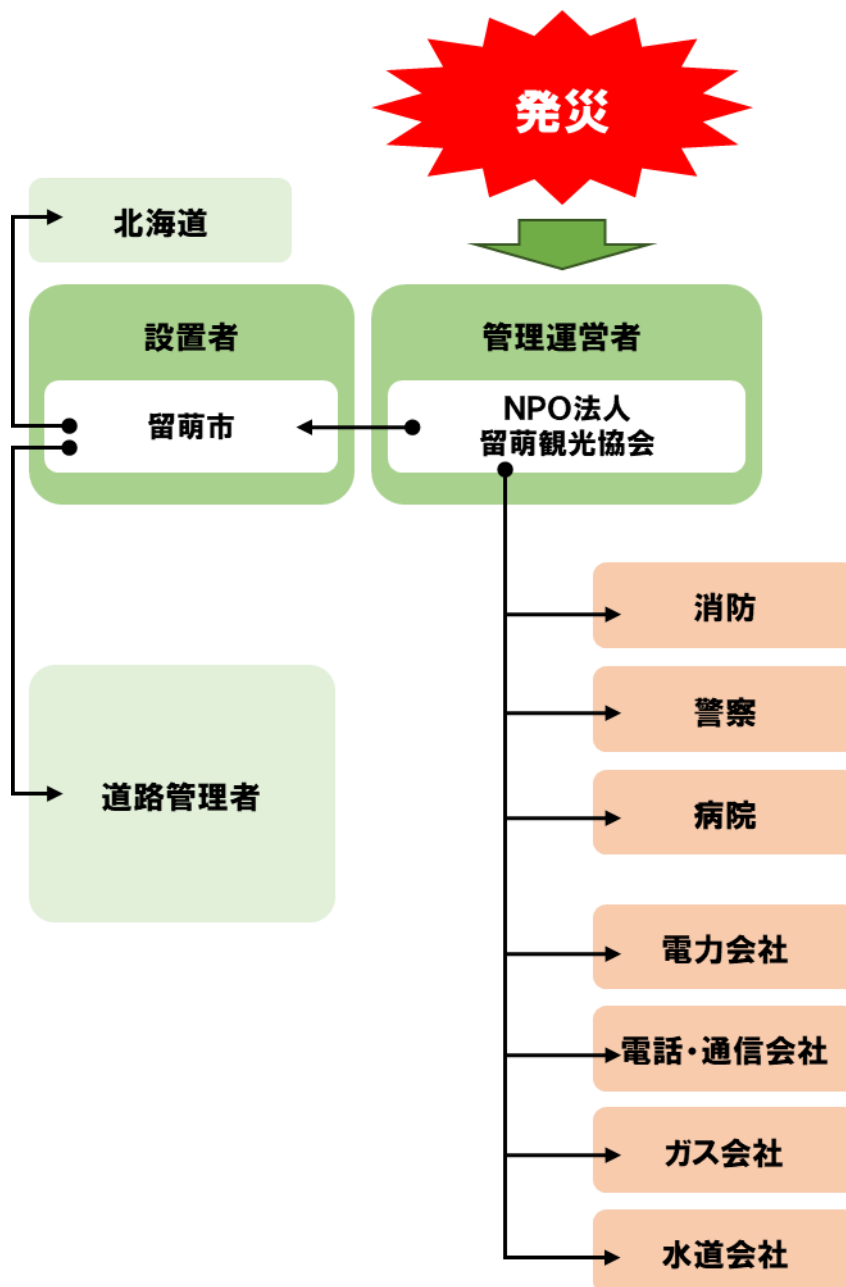 発災
北海道
設置者
留萌市
管理運営者
NPO法人
留萌観光協会
消防
警察
道路管理者
病院
電力会社
電話・通信会社
ガス会社
水道会社